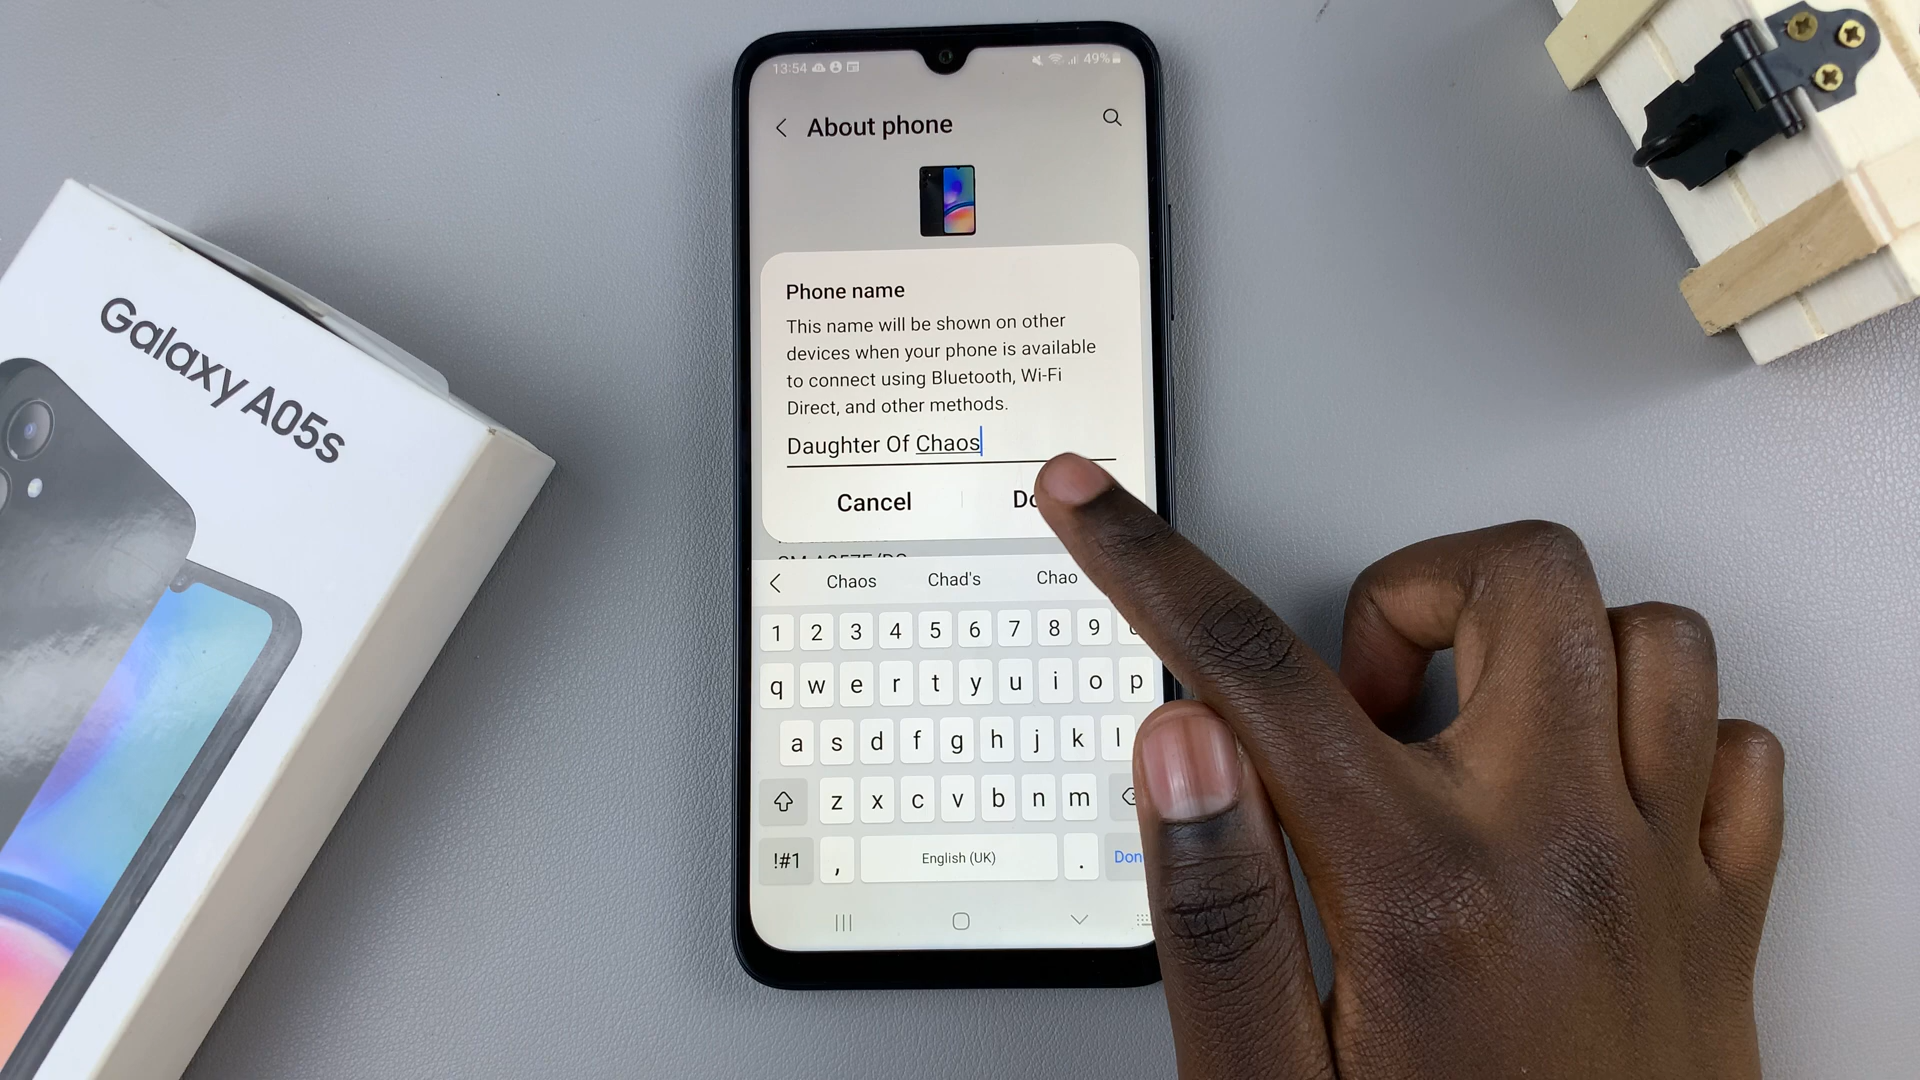 Galaxy A05s
13:54
49%
About phone
Phone name
This name will be shown on other
devices when your phone is available
to connect using Bluetooth, Wi-Fi
Direct, and other methods.
Daughter Of Chaos
Cancel
Chaos Chad's Chao
1 2 3 4 5 6 7 8 9
q w e r t y u i o p
a s d f g h j k l
z x c v b n m
!#1 , English (UK) . Don